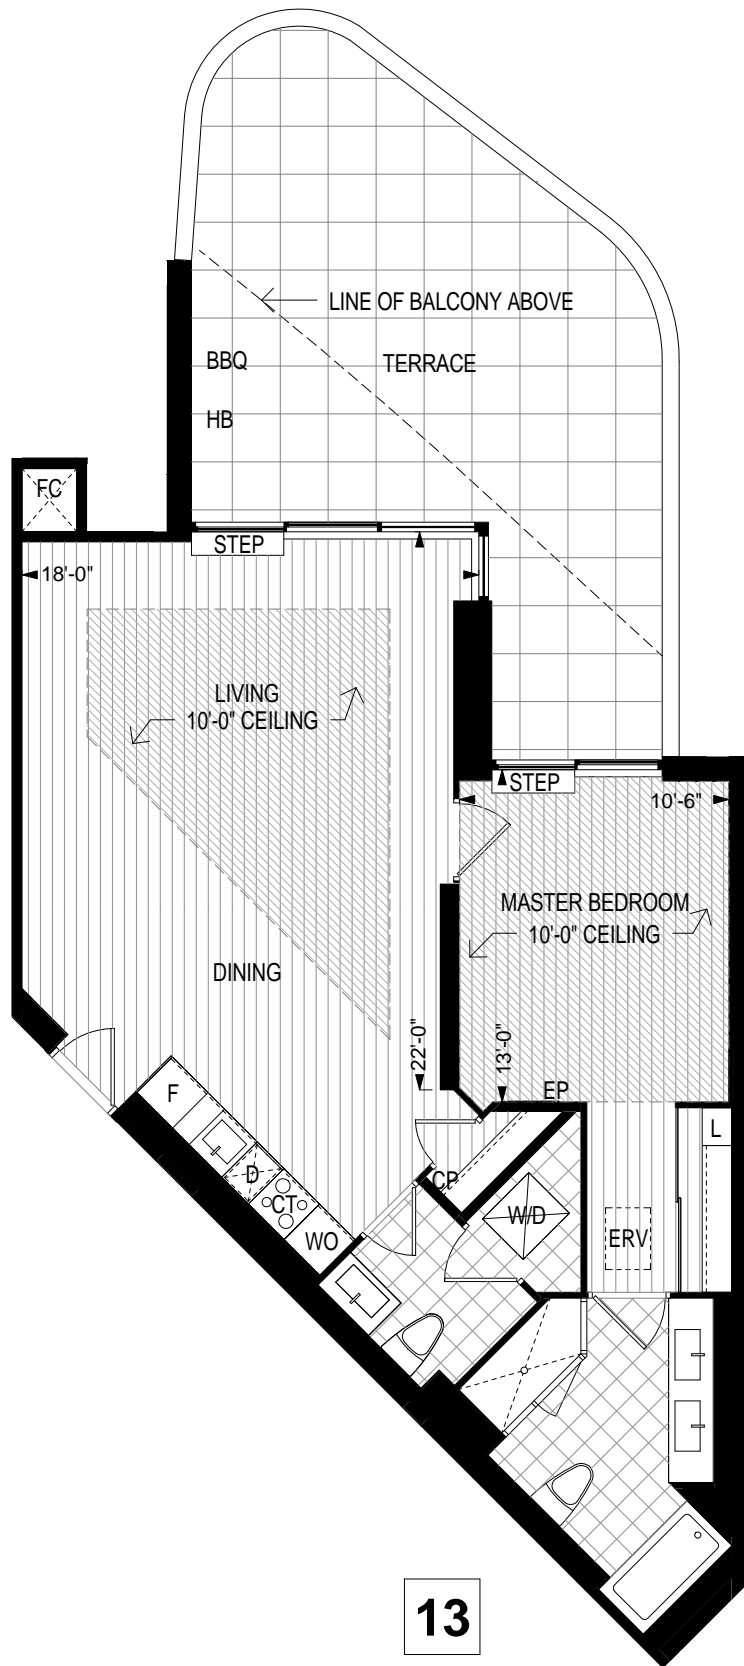 LINE OF BALCONY ABOVE
BBQ
TERRACE
HB
FC
STEP
18'-0"
LIVING
10'-0" CEILING
STEP
10'-6"
MASTER BEDROOM
10'-0" CEILING
DINING
22'-0"
13'-0"
EP
F
L
D
CP
CT
W/D
WO
ERV
13